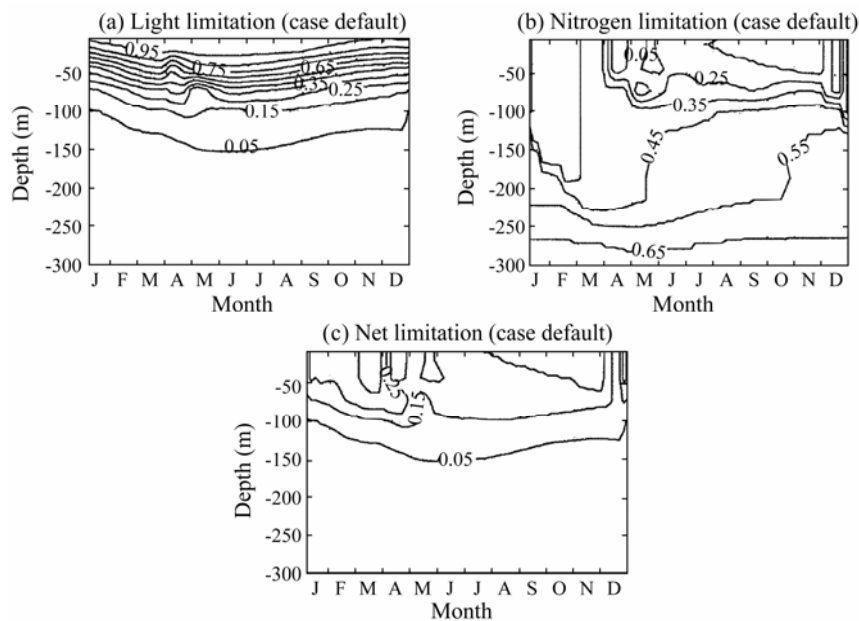 (a) Light limitation (case default)
0.95
0.75
0.65
0.35
0.25
0.15
0.05
-50
-100
-150
-200
-250
-300
Depth (m)
J F M A M J J A S O N D
Month
(b) Nitrogen limitation (case default)
0.05
0.25
0.35
0.45
0.55
0.65
-50
-100
-150
-200
-250
-300
Depth (m)
J F M A M J J A S O N D
Month
(c) Net limitation (case default)
0.25
0.15
0.05
-50
-100
-150
-200
-250
-300
Depth (m)
J F M A M J J A S O N D
Month